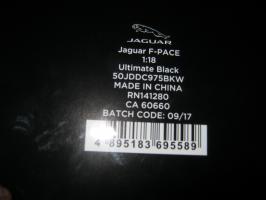 JAGUAR
Jaguar F-PACE
1:18
Ultimate Black
50JDDC975BKW
MADE IN CHINA
RN141280
CA 60660
BATCH CODE: 09/17
4 895183 695589